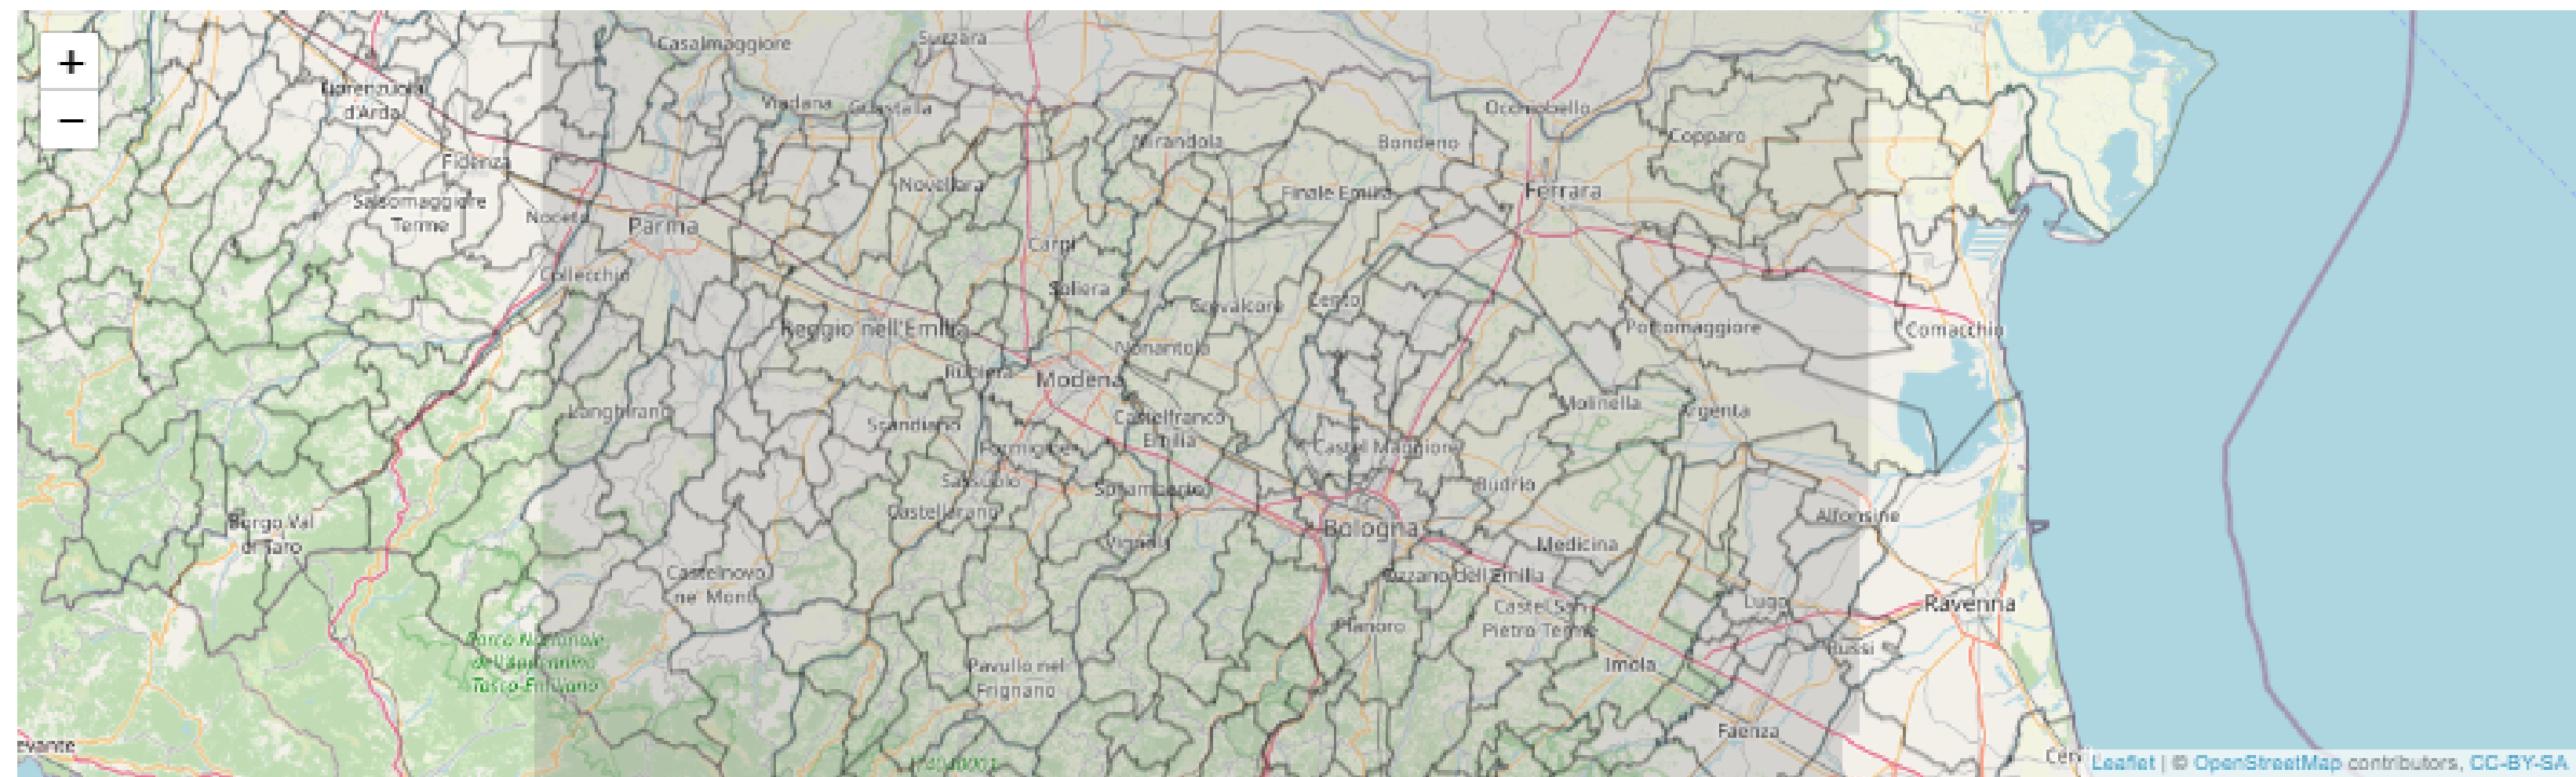 +
−
Casalmaggiore
Suzzara
Fiorenzuola
d'Arda
Viadana
Guastalla
Occhiobello
Mirandola
Bondeno
Copparo
Fidenza
Novellara
Finale Emilia
Ferrara
Salsomaggiore
Terme
Noceto
Parma
Carpi
Collecchio
Soliera
Crevalcore
Cento
Reggio nell'Emilia
Portomaggiore
Comacchio
Nonantola
Rubiera
Modena
Langhirano
Scandiano
Castelfranco
Emilia
Molinella
Argenta
Formigine
Castel Maggiore
Sassuolo
Spilamberto
Budrio
Castellarano
Borgo Val
di Taro
Vignola
Bologna
Medicina
Alfonsine
Castelnovo
ne' Monti
Ozzano dell'Emilia
Castel San
Pietro Terme
Lugo
Ravenna
Parco Nazionale
dell'Appennino
Tosco-Emiliano
Pianoro
Russi
Pavullo nel
Frignano
Imola
Faenza
evante
Leaflet | © OpenStreetMap contributors, CC-BY-SA